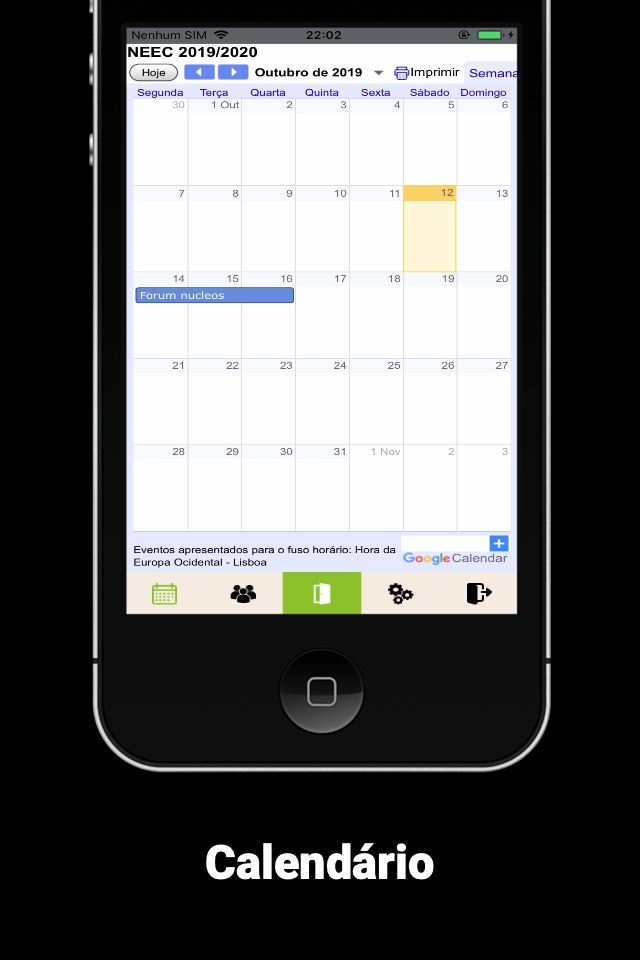 Nenhum SIM 22:02
NEEC 2019/2020
Hoje Outubro de 2019 Imprimir Semana
Segunda Terça Quarta Quinta Sexta Sábado Domingo
30 1 Out 2 3 4 5 6
7 8 9 10 11 12 13
14 15 16 17 18 19 20
Forum nucleos
21 22 23 24 25 26 27
28 29 30 31 1 Nov 2 3
Eventos apresentados para o fuso horário: Hora da
Europa Ocidental - Lisboa
Google Calendar
Calendário